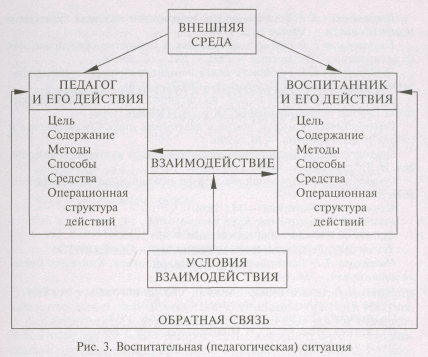 ВНЕШНЯЯ
СРЕДА
ПЕДАГОГ
И ЕГО ДЕЙСТВИЯ
Цель
Содержание
Методы
Способы
Средства
Операционная
структура
действий
ВЗАИМОДЕЙСТВИЕ
ВОСПИТАННИК
И ЕГО ДЕЙСТВИЯ
Цель
Содержание
Методы
Способы
Средства
Операционная
структура
действий
УСЛОВИЯ
ВЗАИМОДЕЙСТВИЯ
ОБРАТНАЯ СВЯЗЬ
Рис. 3. Воспитательная (педагогическая) ситуация